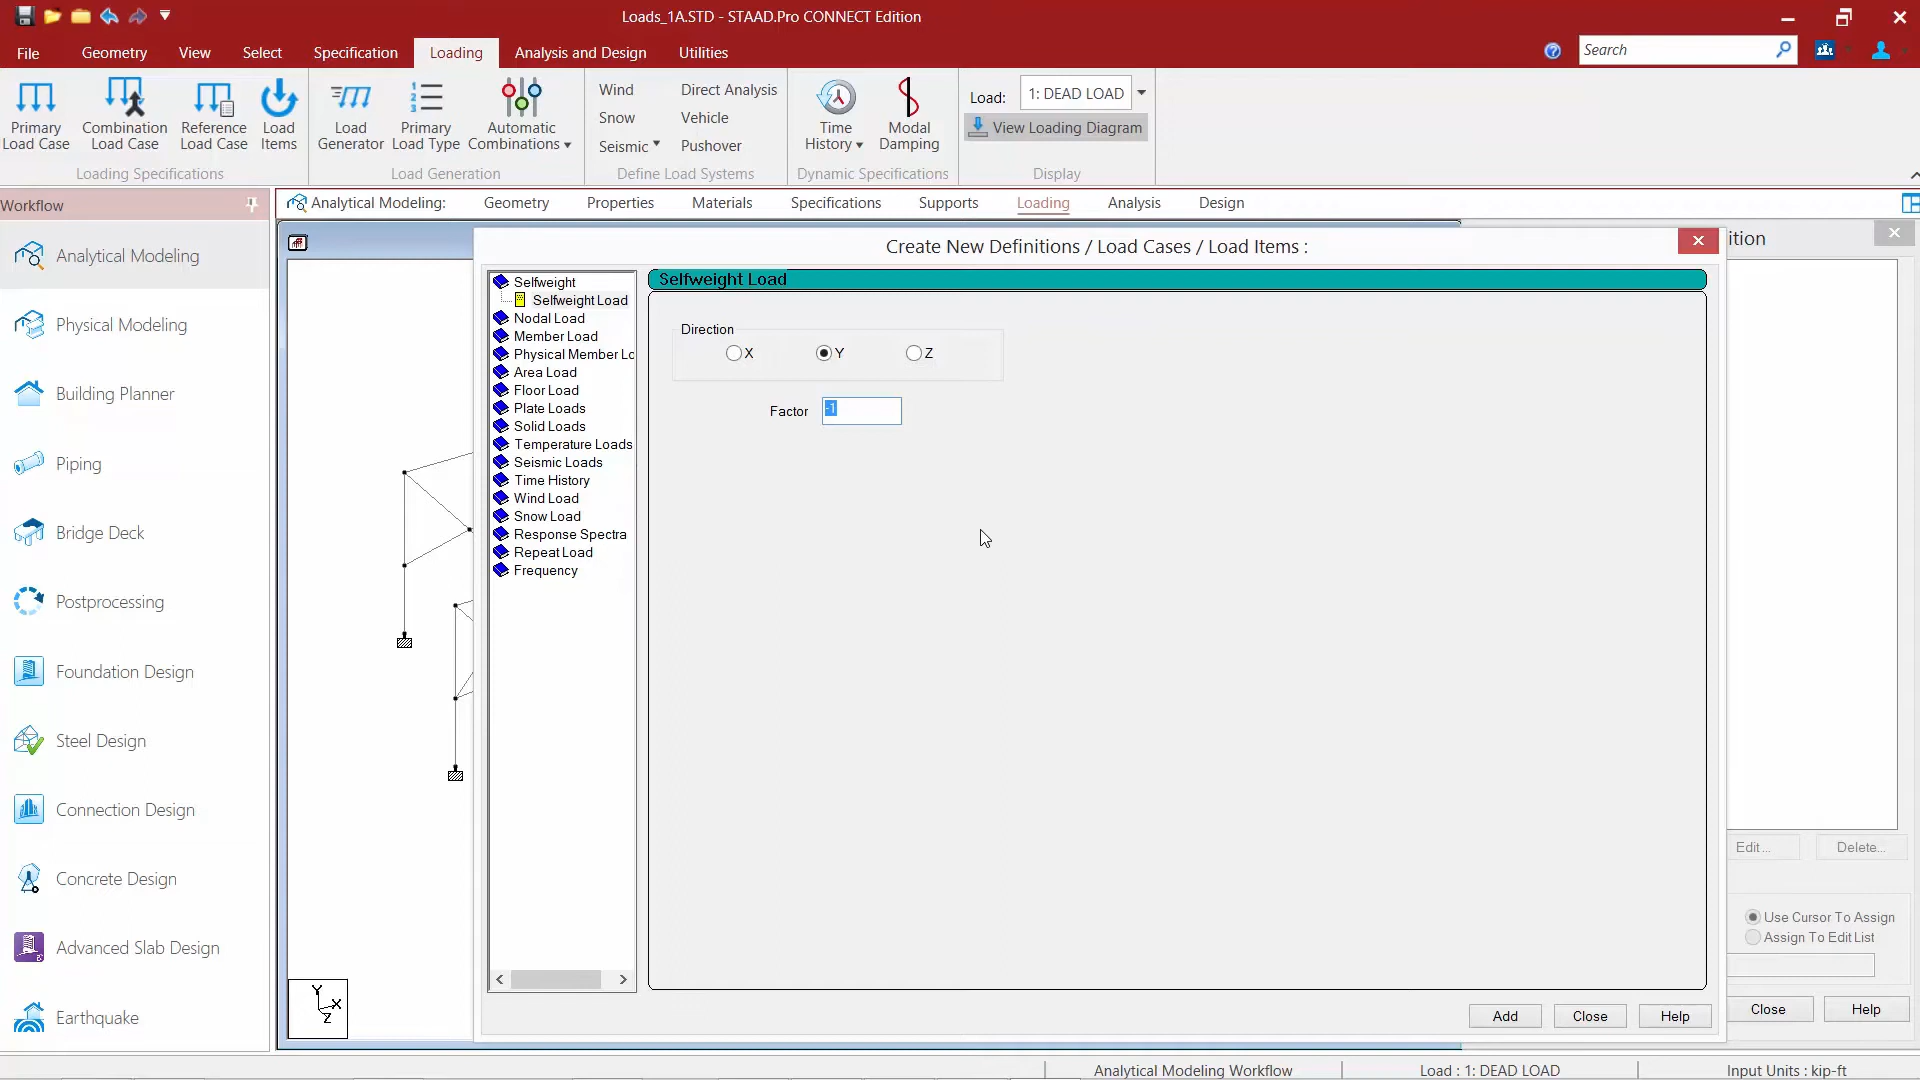 Loads_1A.STD - STAAD.Pro CONNECT Edition
File Geometry View Select Specification Loading Analysis and Design Utilities
Search
Primary Load Case
Combination Load Case
Reference Load Case
Load Items
Loading Specifications
Load Generator
Primary Load Type
Automatic Combinations
Load Generation
Wind
Snow
Seismic
Direct Analysis
Vehicle
Pushover
Define Load Systems
Time History
Modal Damping
Dynamic Specifications
Load: 1: DEAD LOAD
View Loading Diagram
Display
Workflow
Analytical Modeling
Physical Modeling
Building Planner
Piping
Bridge Deck
Postprocessing
Foundation Design
Steel Design
Connection Design
Concrete Design
Advanced Slab Design
Earthquake
Analytical Modeling: Geometry Properties Materials Specifications Supports Loading Analysis Design
Create New Definitions / Load Cases / Load Items :
Selfweight
Selfweight Load
Nodal Load
Member Load
Physical Member Lo
Area Load
Floor Load
Plate Loads
Solid Loads
Temperature Loads
Seismic Loads
Time History
Wind Load
Snow Load
Response Spectra
Repeat Load
Frequency
Selfweight Load
Direction
X Y Z
Factor -1
Add Close Help
ition
Edit... Delete...
Use Cursor To Assign
Assign To Edit List
Close Help
Y
X
Z
Analytical Modeling Workflow Load : 1: DEAD LOAD Input Units : kip-ft